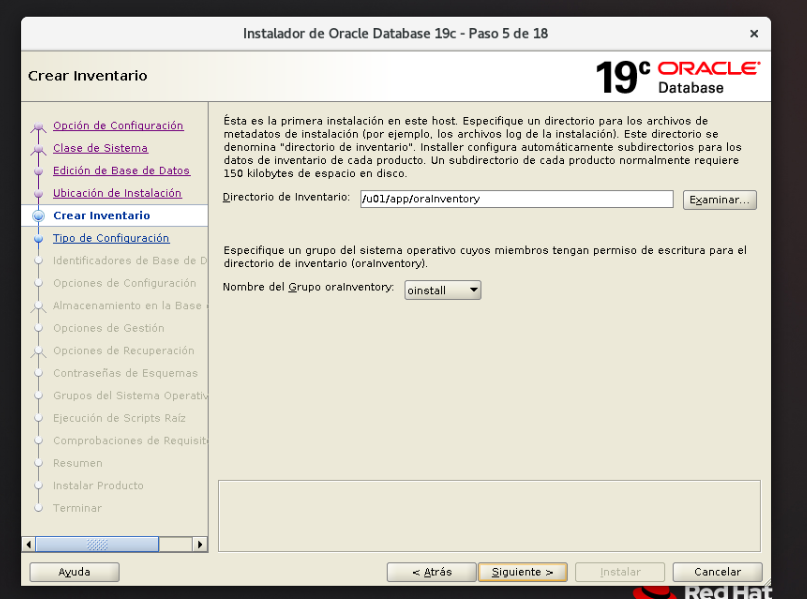 Instalador de Oracle Database 19c - Paso 5 de 18
×
Crear Inventario
19c ORACLE
Database
Opción de Configuración
Clase de Sistema
Edición de Base de Datos
Ubicación de Instalación
Crear Inventario
Tipo de Configuración
Identificadores de Base de D
Opciones de Configuración
Almacenamiento en la Base
Opciones de Gestión
Opciones de Recuperación
Contraseñas de Esquemas
Grupos del Sistema Operativ
Ejecución de Scripts Raíz
Comprobaciones de Requisit
Resumen
Instalar Producto
Terminar
Ésta es la primera instalación en este host. Especifique un directorio para los archivos de
metadatos de instalación (por ejemplo, los archivos log de la instalación). Este directorio se
denomina "directorio de inventario". Installer configura automáticamente subdirectorios para los
datos de inventario de cada producto. Un subdirectorio de cada producto normalmente requiere
150 kilobytes de espacio en disco.
Directorio de Inventario: /u01/app/oraInventory Examinar...
Especifique un grupo del sistema operativo cuyos miembros tengan permiso de escritura para el
directorio de inventario (oraInventory).
Nombre del Grupo oraInventory: oinstall
Ayuda < Atrás Siguiente > Instalar Cancelar
Red Hat